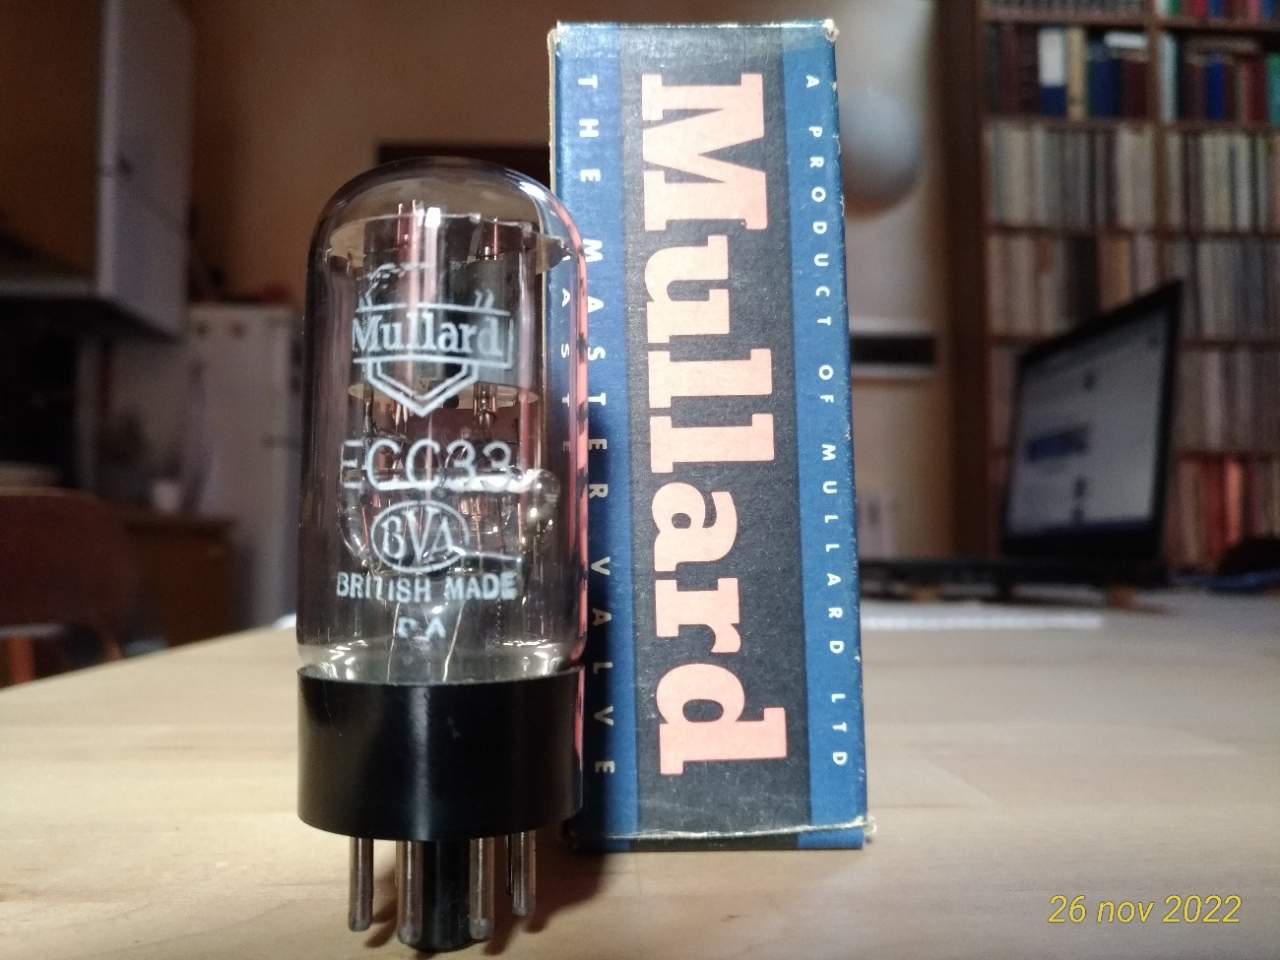 Mullard
ECC33
BVA
BRITISH MADE
THE MASTER VALVE
Mullard
A PRODUCT OF MULLARD LTD
26 nov 2022